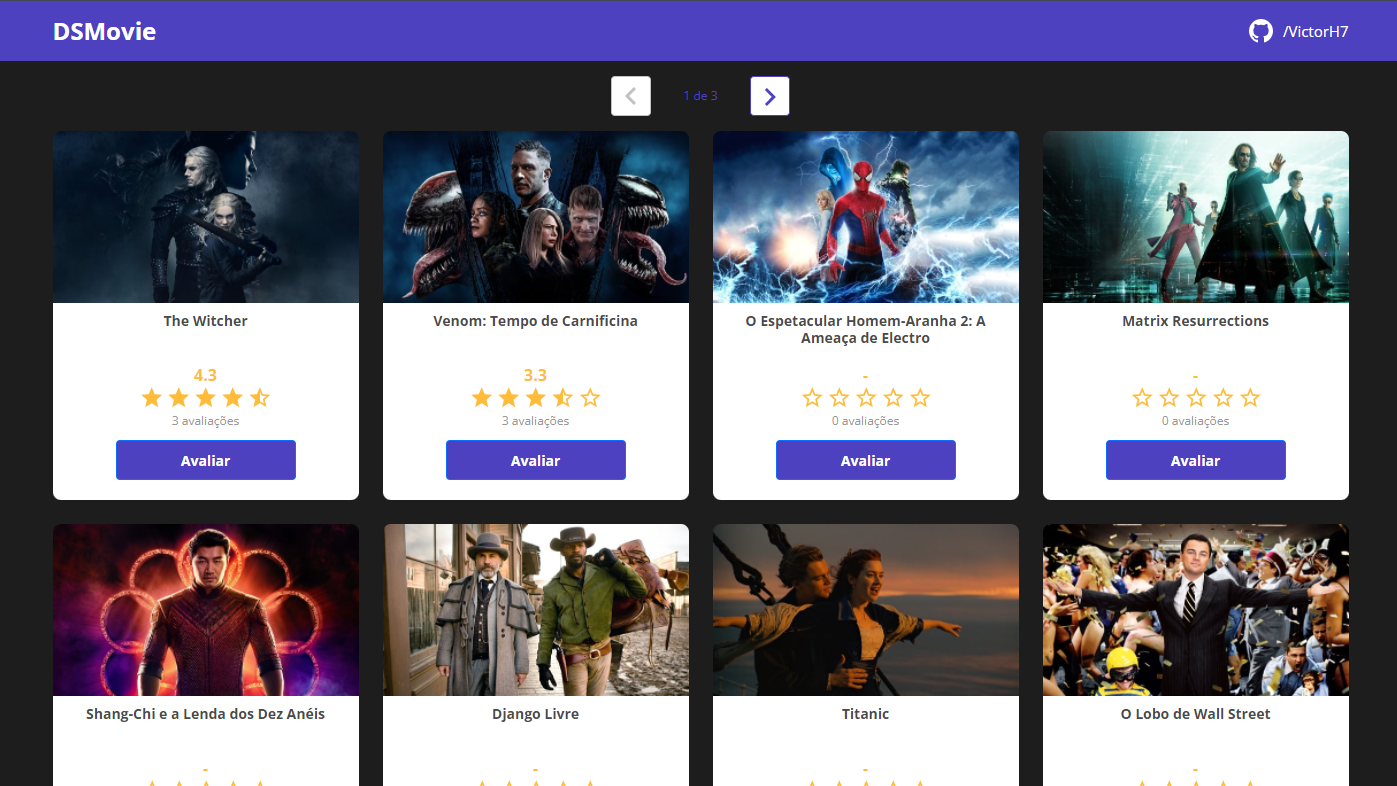 DSMovie
/VictorH7
1 de 3
The Witcher
4.3
3 avaliações
Avaliar
Venom: Tempo de Carnificina
3.3
3 avaliações
Avaliar
O Espetacular Homem-Aranha 2: A
Ameaça de Electro
-
0 avaliações
Avaliar
Matrix Resurrections
-
0 avaliações
Avaliar
Shang-Chi e a Lenda dos Dez Anéis
-
Django Livre
-
Titanic
-
O Lobo de Wall Street
-